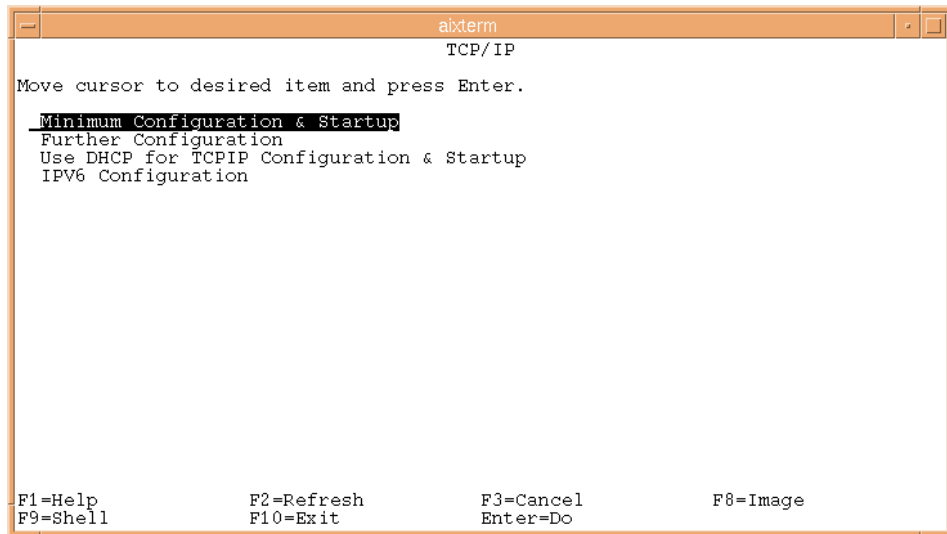 aixterm
TCP/IP
Move cursor to desired item and press Enter.
Minimum Configuration & Startup
Further Configuration
Use DHCP for TCPIP Configuration & Startup
IPV6 Configuration
F1=Help F2=Refresh F3=Cancel F8=Image
F9=Shell F10=Exit Enter=Do